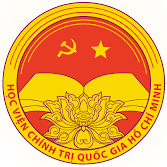 HỌC VIỆN CHÍNH TRỊ QUỐC GIA HỒ CHÍ MINH